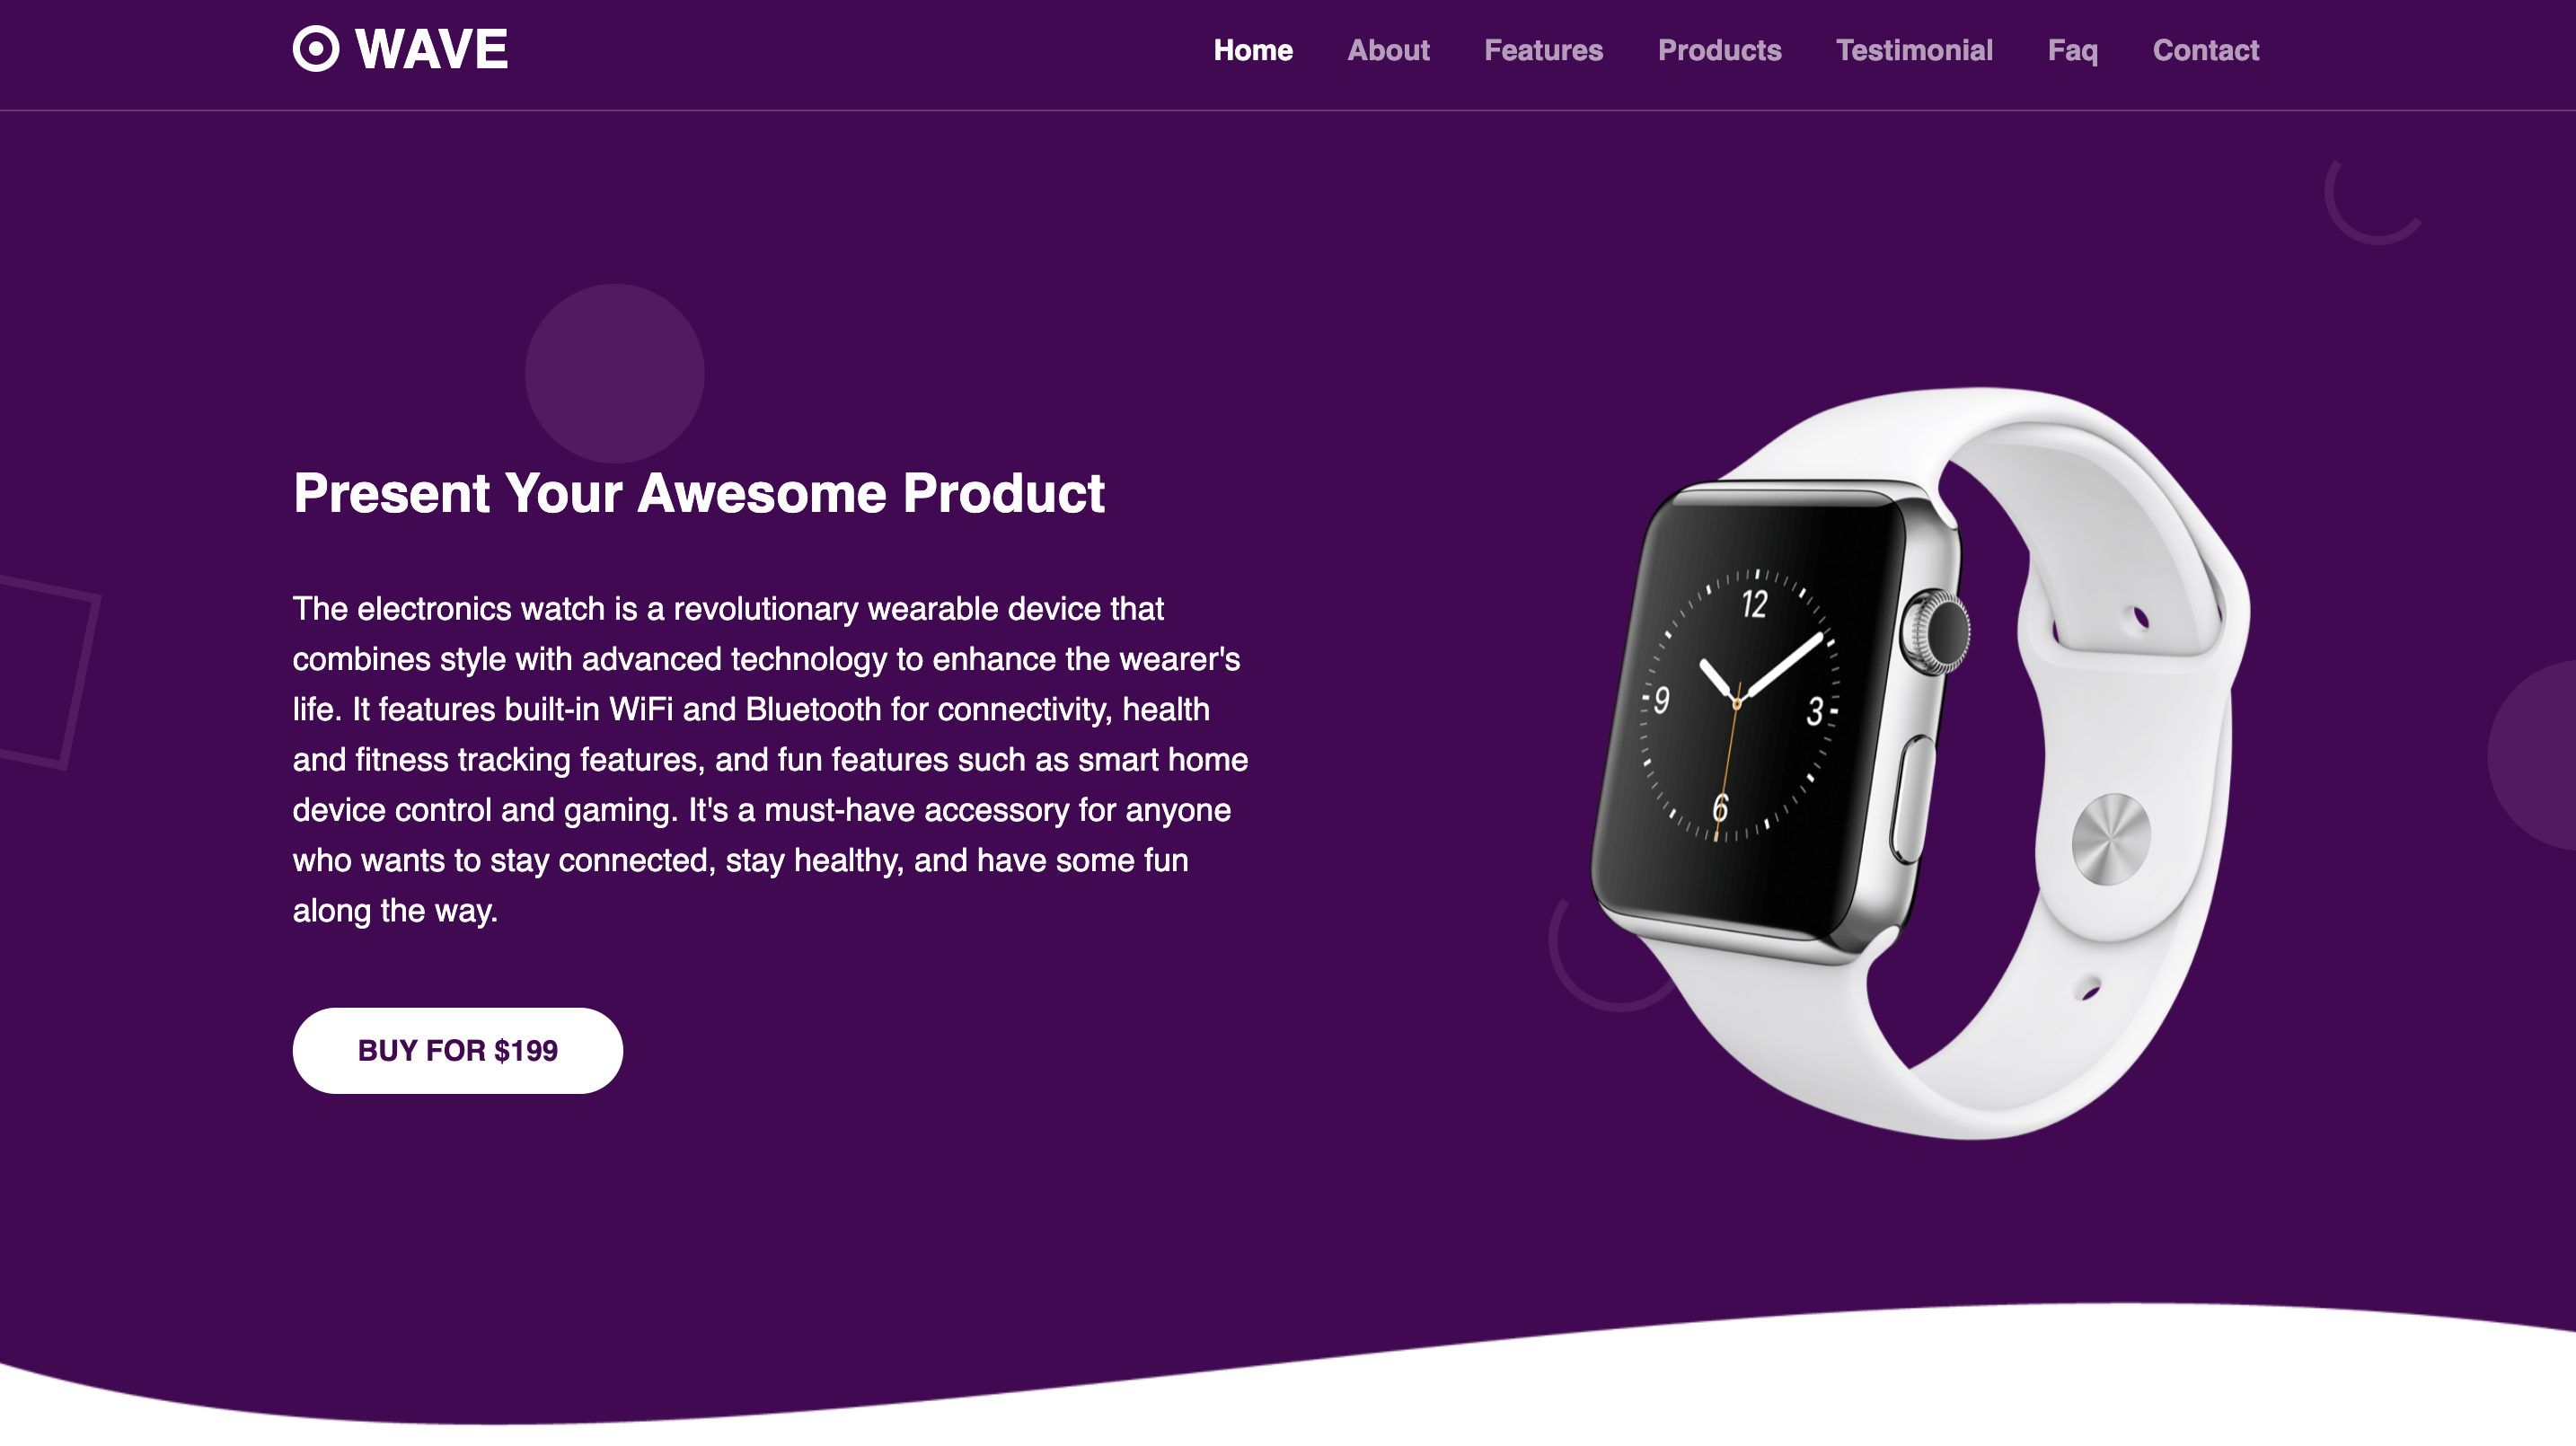 WAVE
Home About Features Products Testimonial Faq Contact
Present Your Awesome Product
The electronics watch is a revolutionary wearable device that
combines style with advanced technology to enhance the wearer's
life. It features built-in WiFi and Bluetooth for connectivity, health
and fitness tracking features, and fun features such as smart home
device control and gaming. It's a must-have accessory for anyone
who wants to stay connected, stay healthy, and have some fun
along the way.
BUY FOR $199
12
9
3
6